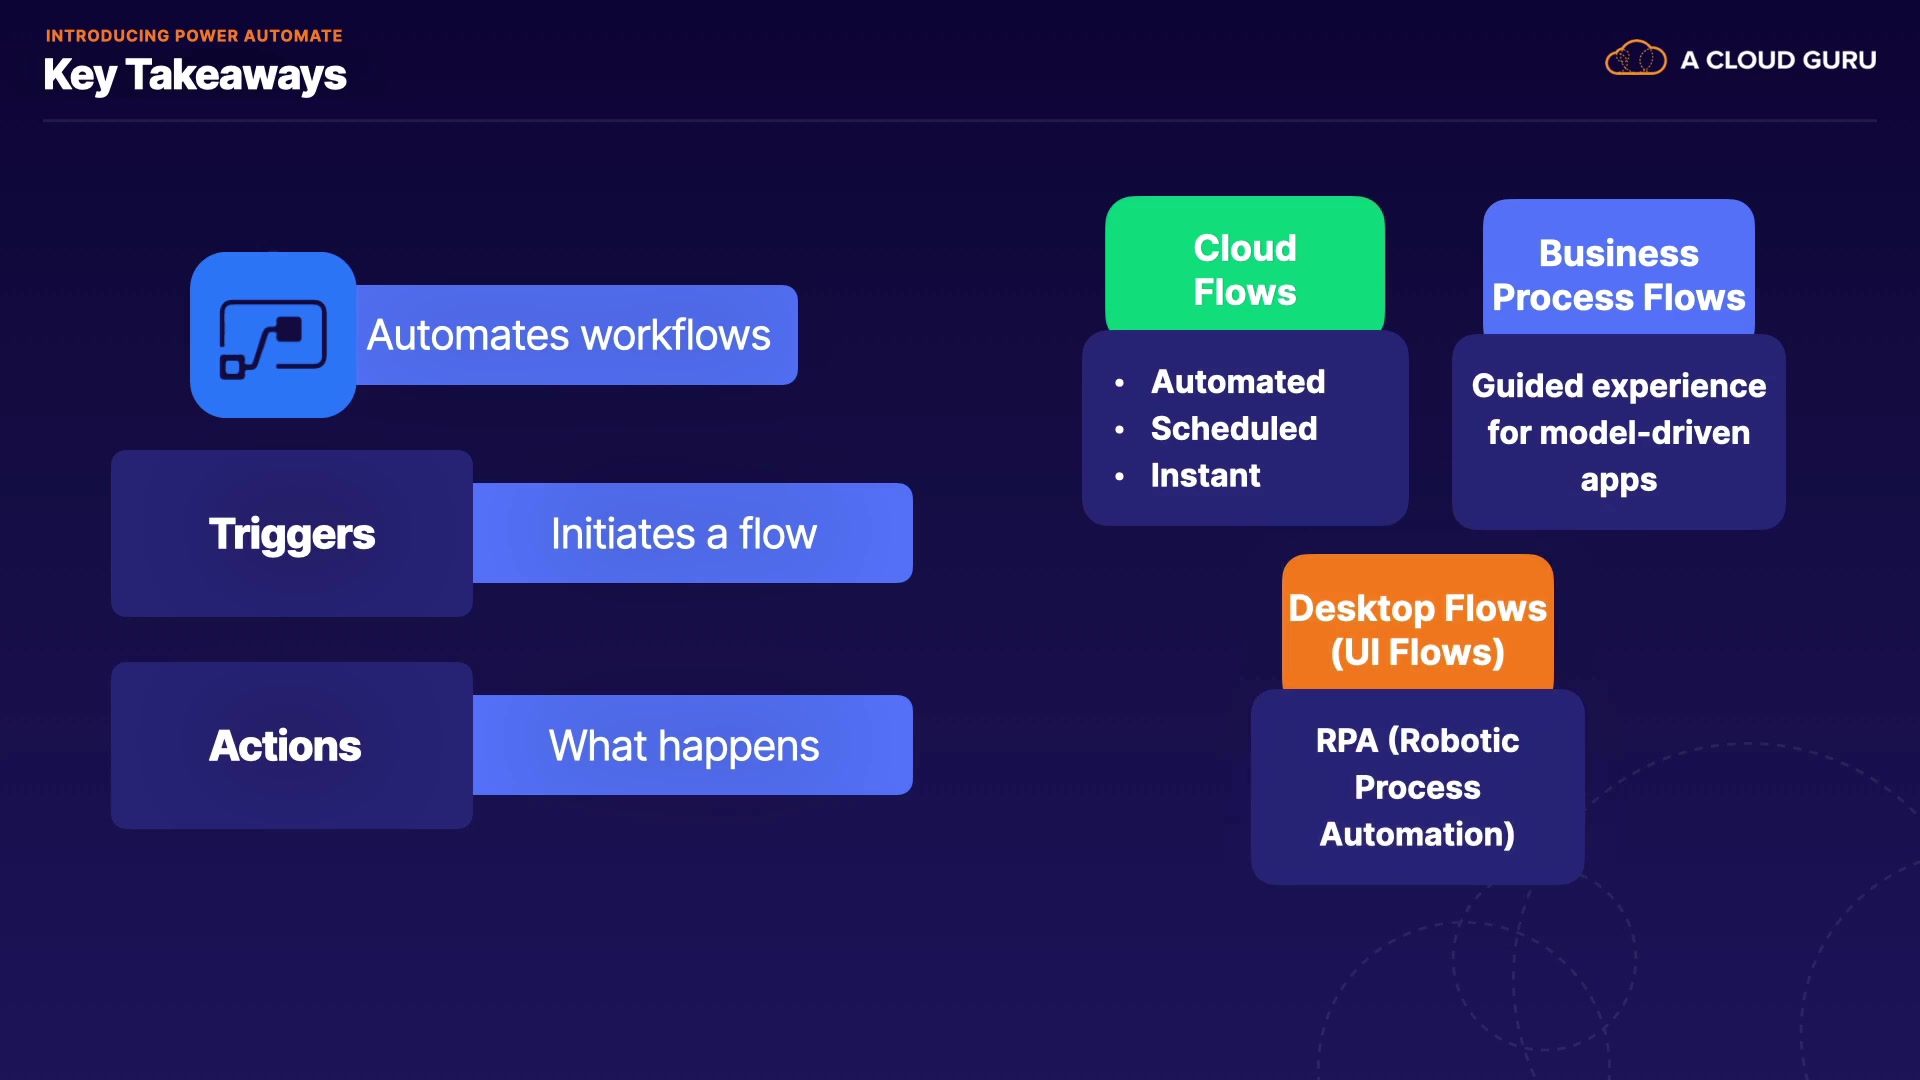 INTRODUCING POWER AUTOMATE
Key Takeaways
A CLOUD GURU
Automates workflows
Triggers
Initiates a flow
Actions
What happens
Cloud
Flows
• Automated
• Scheduled
• Instant
Business
Process Flows
Guided experience
for model-driven
apps
Desktop Flows
(UI Flows)
RPA (Robotic
Process
Automation)